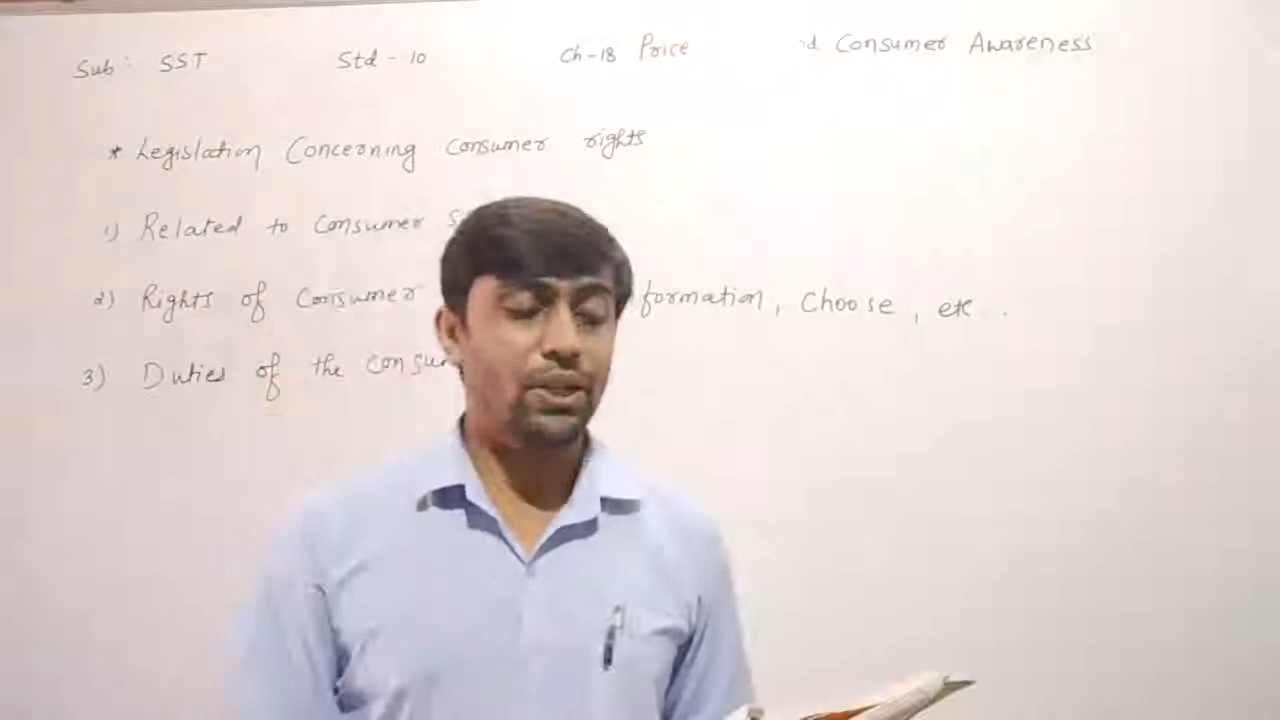 Sub: SST Std - 10 Ch-18 Price Consumer Awareness
* Legislation Concerning consumer rights
1) Related to consumer
2) Rights of Consumer formation, Choose, etc...
3) Duties of the